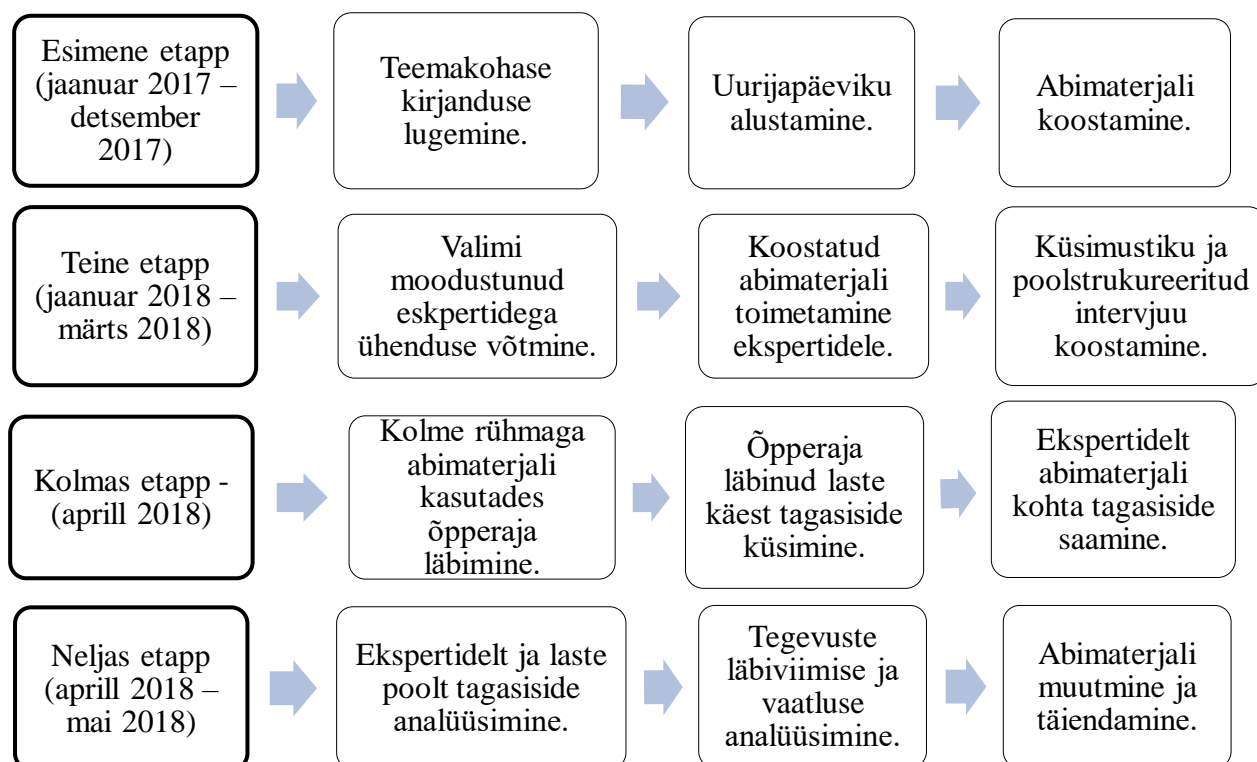 Esimene etapp
(jaanuar 2017 –
detsember
2017)
Teemakohase
kirjanduse
lugemine.
Uurijapäeviku
alustamine.
Abimaterjali
koostamine.
Teine etapp
(jaanuar 2018 –
märts 2018)
Valimi
moodustunud
eskpertidega
ühenduse võtmine.
Koostatud
abimaterjali
toimetamine
ekspertidele.
Küsimustiku ja
poolstrukureeritud
intervjuu
koostamine.
Kolmas etapp -
(aprill 2018)
Kolme rühmaga
abimaterjali
kasutades
õpperaja
läbimine.
Õpperaja
läbinud laste
käest tagasiside
küsimine.
Ekspertidelt
abimaterjali
kohta tagasiside
saamine.
Neljas etapp
(aprill 2018 –
mai 2018)
Ekspertidelt ja laste
poolt tagasiside
analüüsimine.
Tegevuste
läbiviimise ja
vaatluse
analüüsimine.
Abimaterjali
muutmine ja
täiendamine.